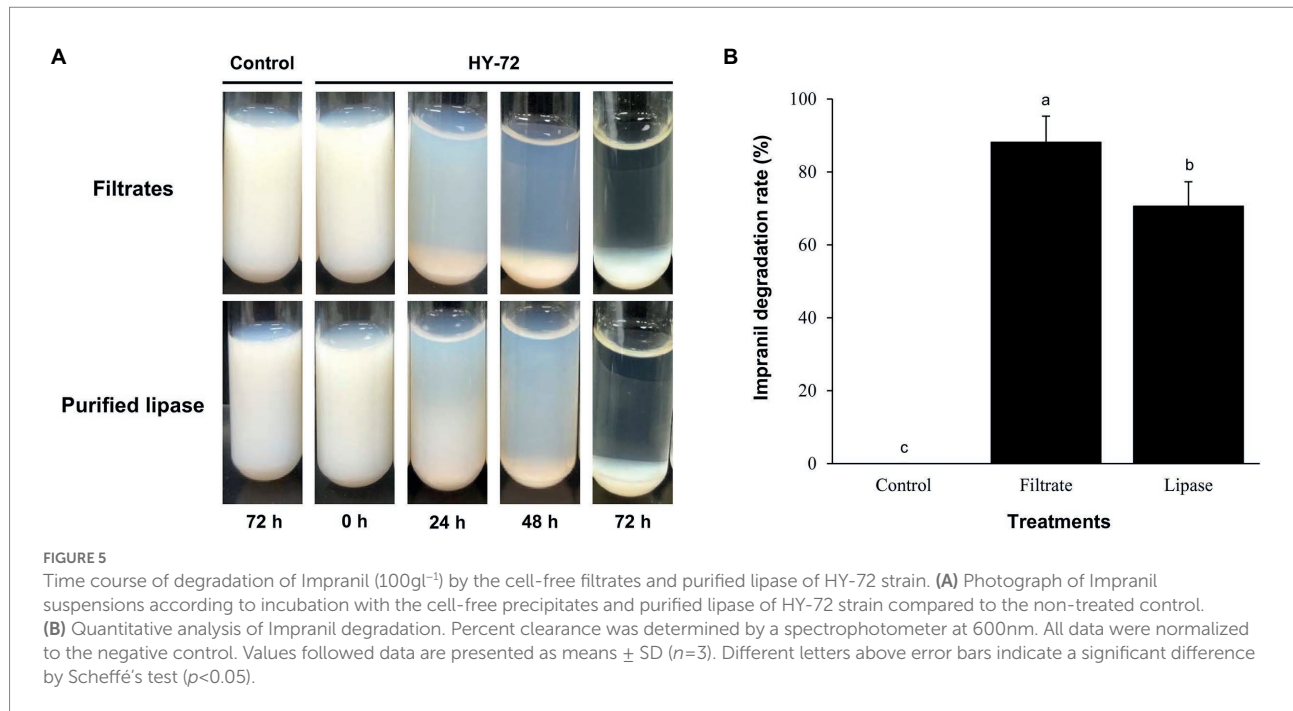 A
Control HY-72
Filtrates
Purified lipase
72 h 0 h 24 h 48 h 72 h
B
Impranil degradation rate (%)
100
80
60
40
20
0
a
b
c
Control Filtrate Lipase
Treatments
FIGURE 5
Time course of degradation of Impranil (100gl⁻¹) by the cell-free filtrates and purified lipase of HY-72 strain. (A) Photograph of Impranil
suspensions according to incubation with the cell-free precipitates and purified lipase of HY-72 strain compared to the non-treated control.
(B) Quantitative analysis of Impranil degradation. Percent clearance was determined by a spectrophotometer at 600nm. All data were normalized
to the negative control. Values followed data are presented as means ± SD (n=3). Different letters above error bars indicate a significant difference
by Scheffé's test (p<0.05).